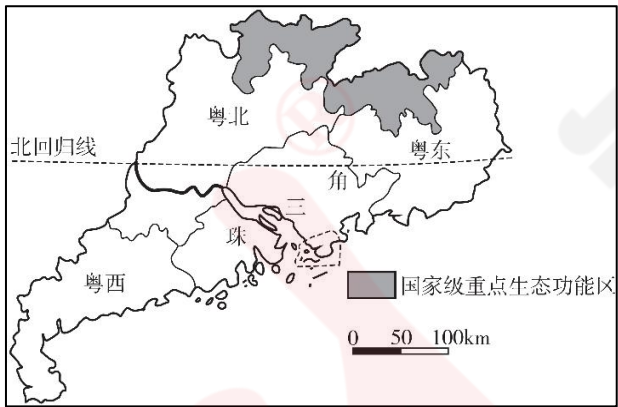 粤北
北回归线
粤东
角
三
珠
粤西
国家级重点生态功能区
0 50 100km